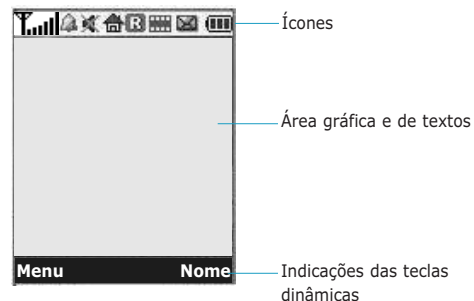 R
Ícones
Área gráfica e de textos
Menu Nome
Indicações das teclas
dinâmicas